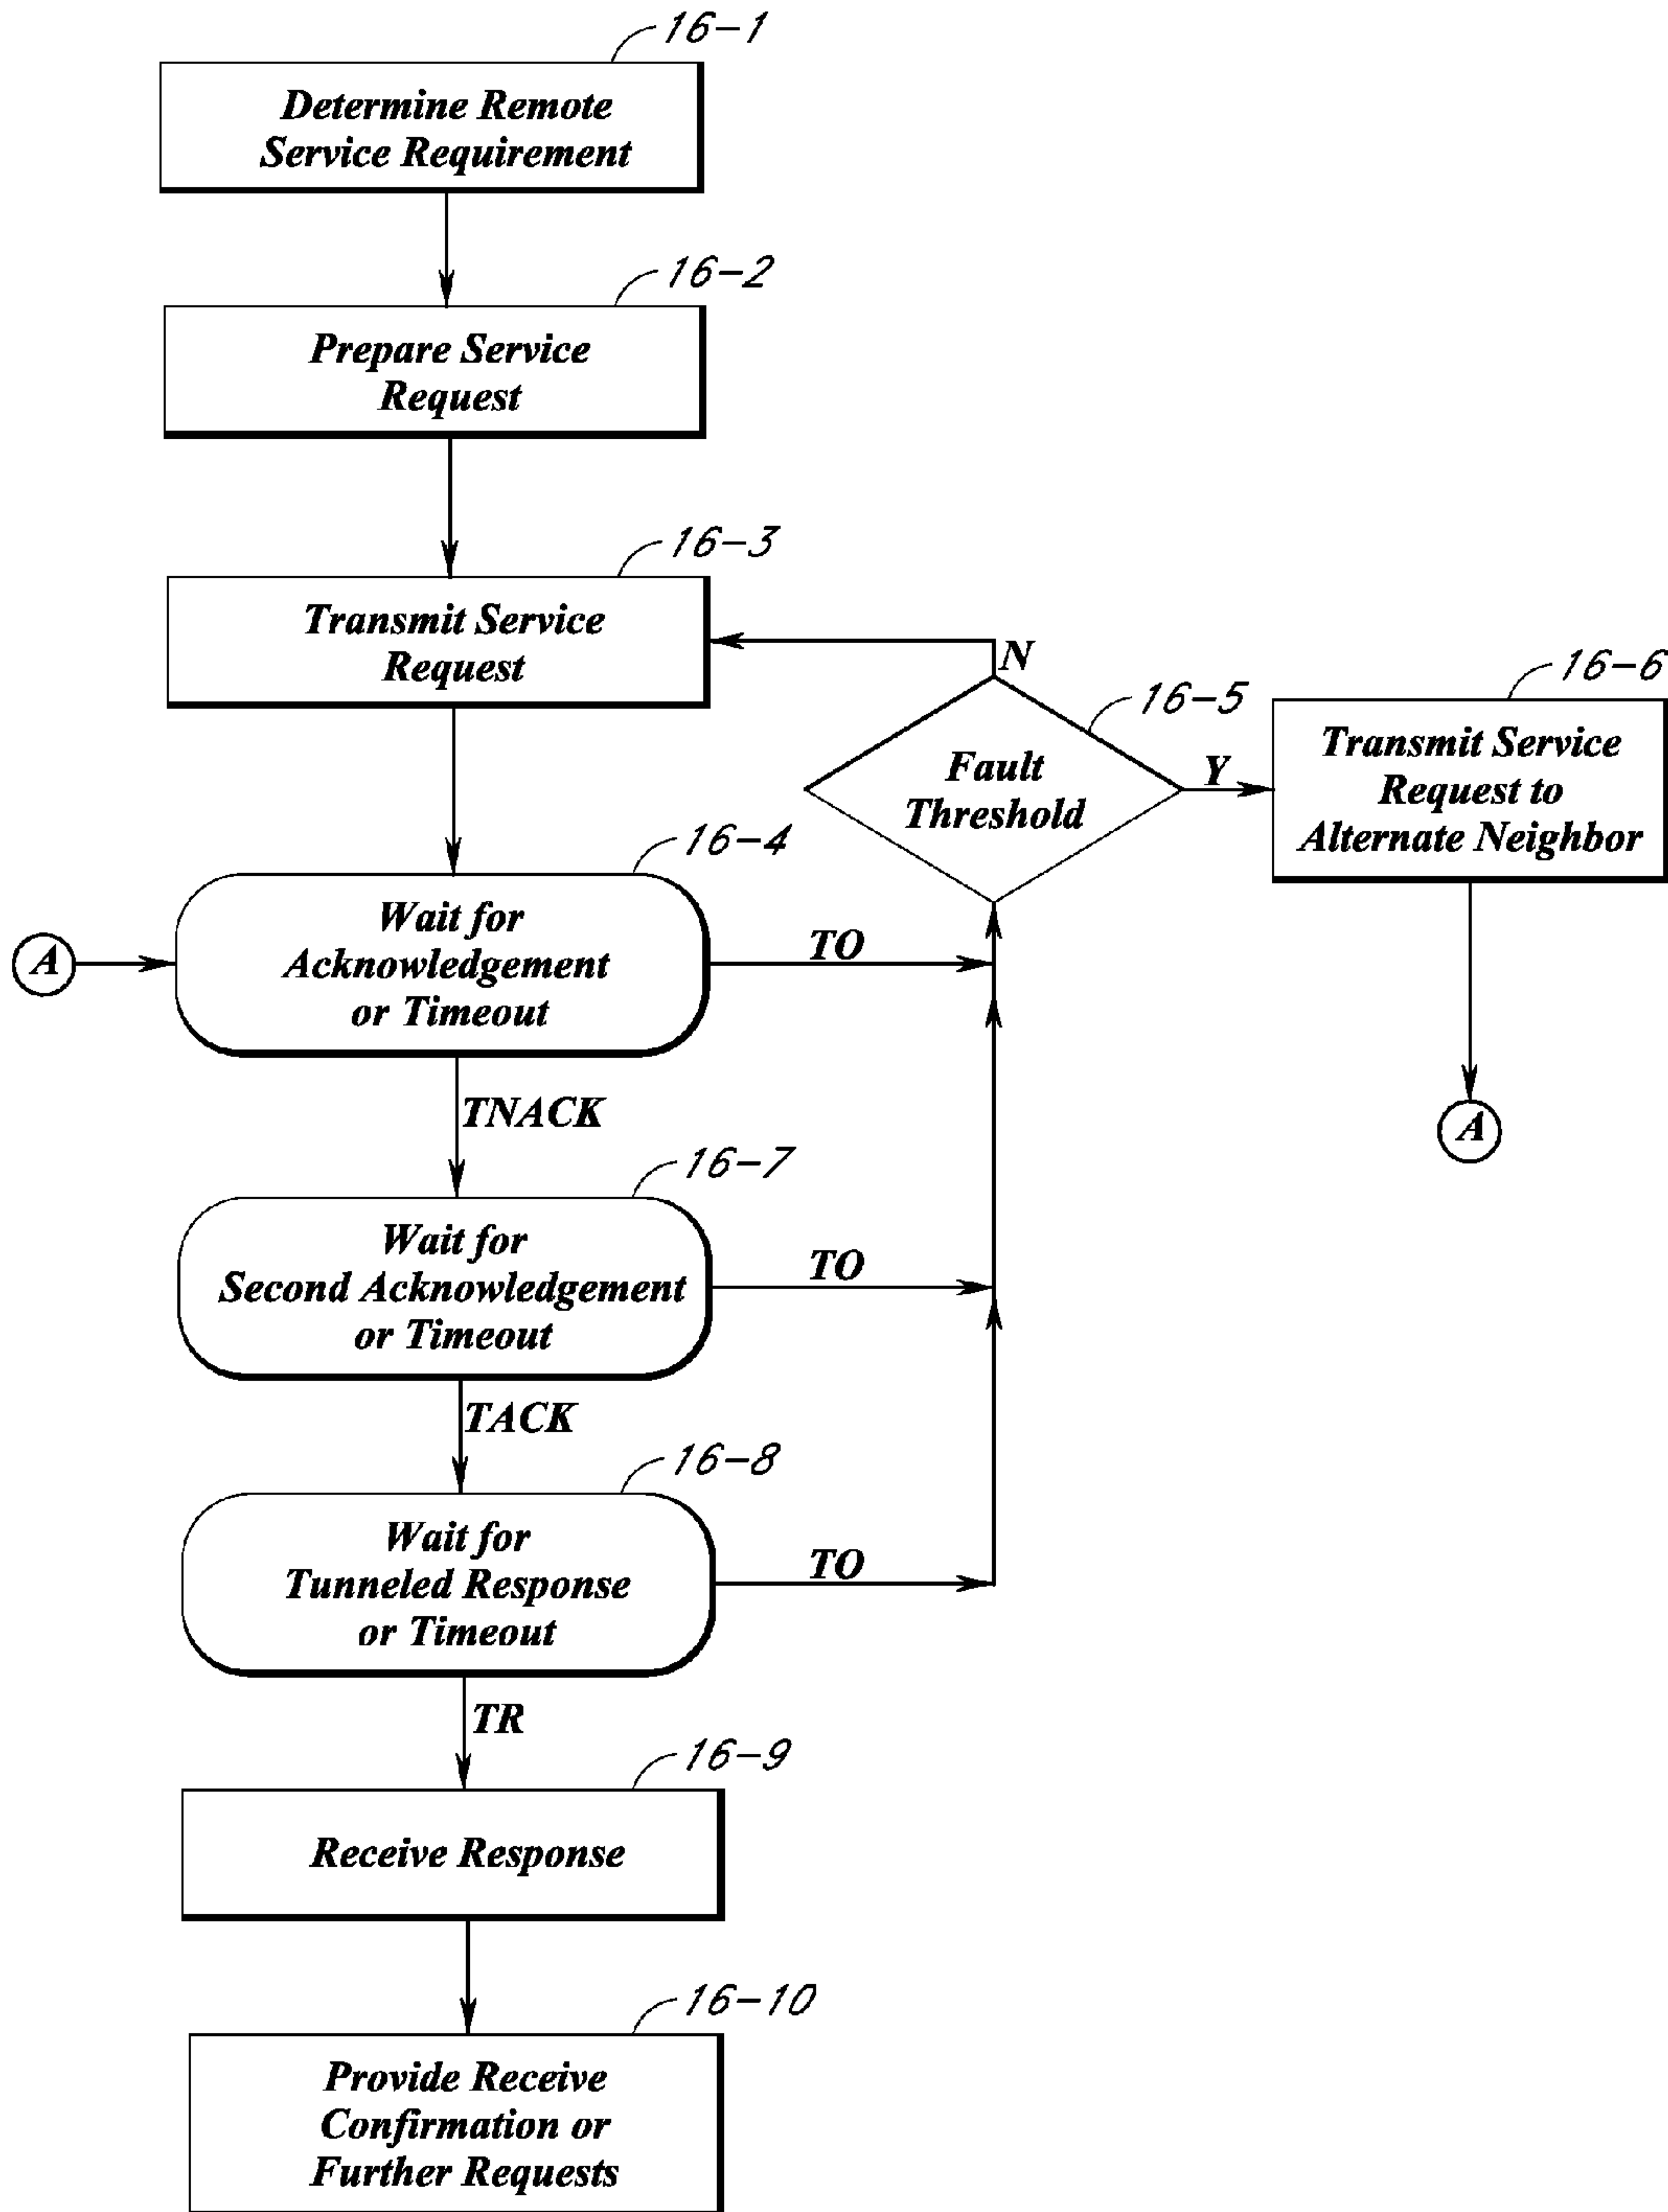 16-1
Determine Remote
Service Requirement
16-2
Prepare Service
Request
16-3
Transmit Service
Request
N
16-5
Fault
Threshold
Y
16-6
Transmit Service
Request to
Alternate Neighbor
16-4
A
Wait for
Acknowledgement
or Timeout
TO
TNACK
A
16-7
Wait for
Second Acknowledgement
or Timeout
TO
TACK
16-8
Wait for
Tunneled Response
or Timeout
TO
TR
16-9
Receive Response
16-10
Provide Receive
Confirmation or
Further Requests